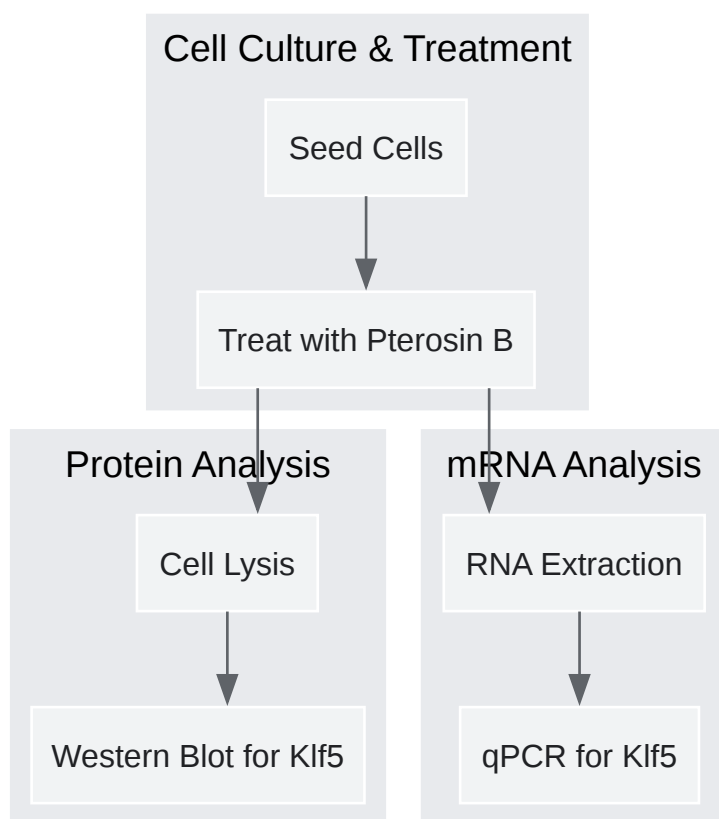 Cell Culture & Treatment
Seed Cells
Treat with Pterosin B
Protein Analysis
mRNA Analysis
Cell Lysis
RNA Extraction
Western Blot for Klf5
qPCR for Klf5